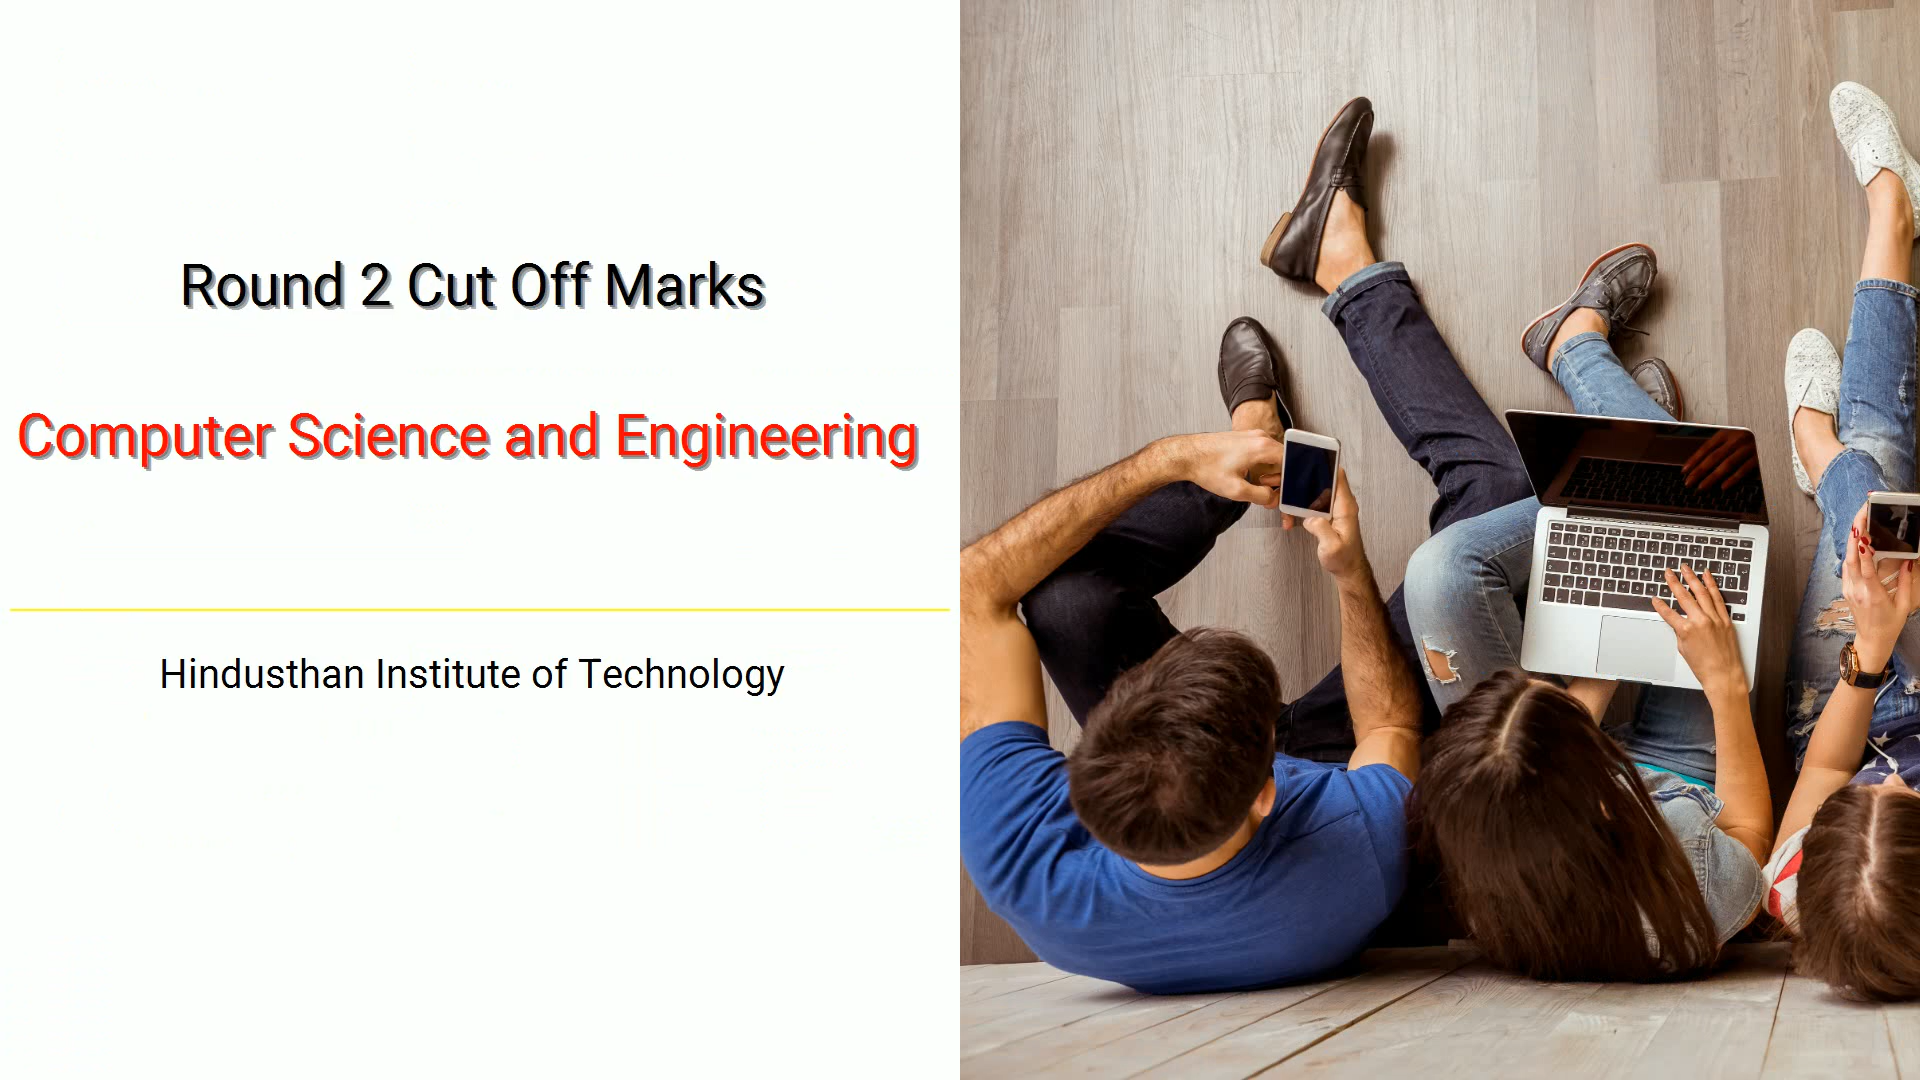 Round 2 Cut Off Marks
Computer Science and Engineering
Hindusthan Institute of Technology